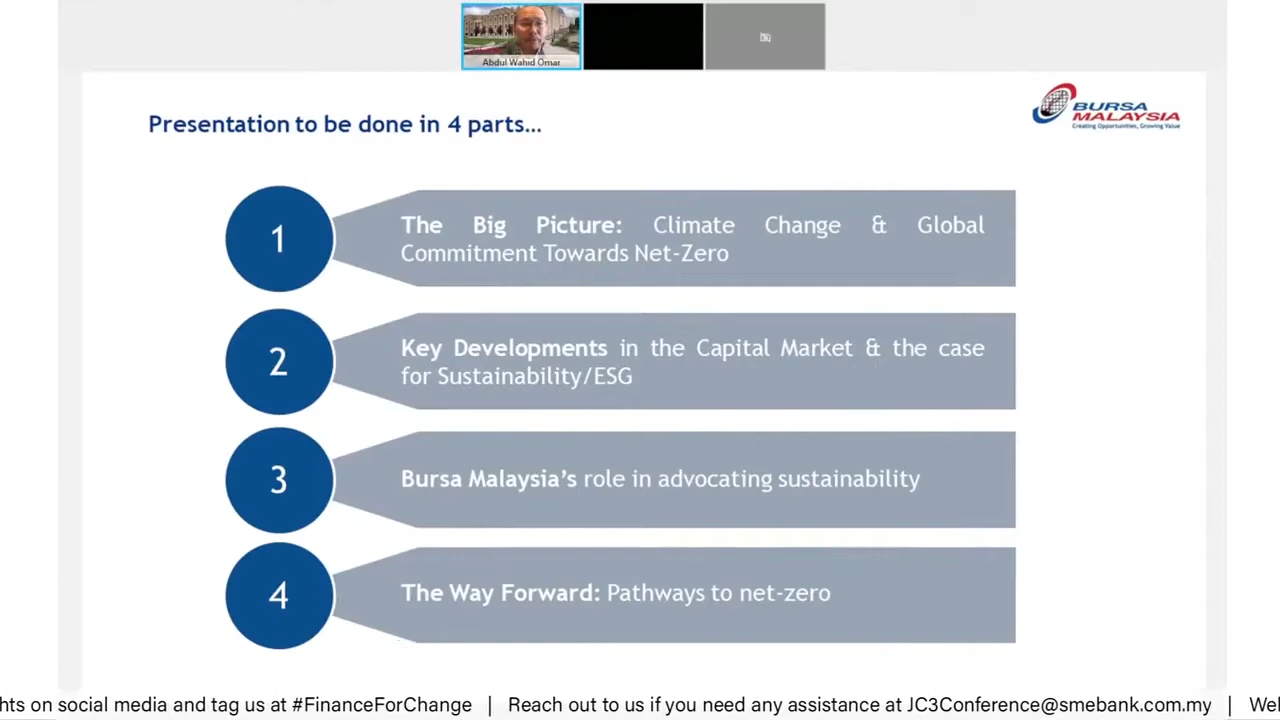 Abdul Wahid Omar
Presentation to be done in 4 parts...
BURSA
MALAYSIA
Creating Opportunities, Growing Value
1
The Big Picture: Climate Change & Global
Commitment Towards Net-Zero
2
Key Developments in the Capital Market & the case
for Sustainability/ESG
3
Bursa Malaysia's role in advocating sustainability
4
The Way Forward: Pathways to net-zero
on social media and tag us at #FinanceForChange | Reach out to us if you need any assistance at JC3Conference@smebank.com.my |